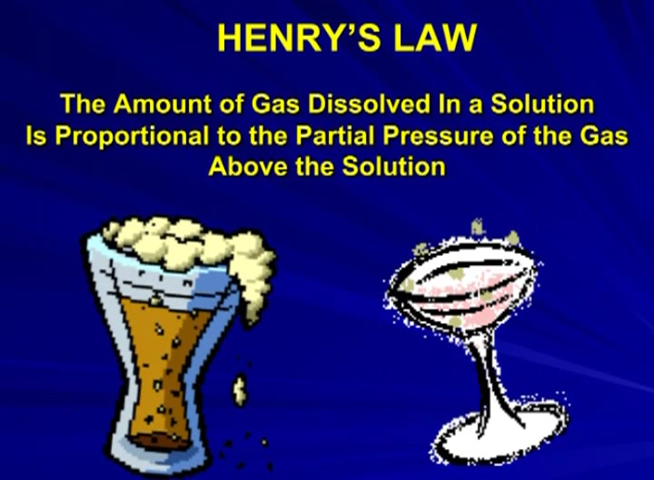 HENRY’S LAW
The Amount of Gas Dissolved In a Solution
Is Proportional to the Partial Pressure of the Gas
Above the Solution